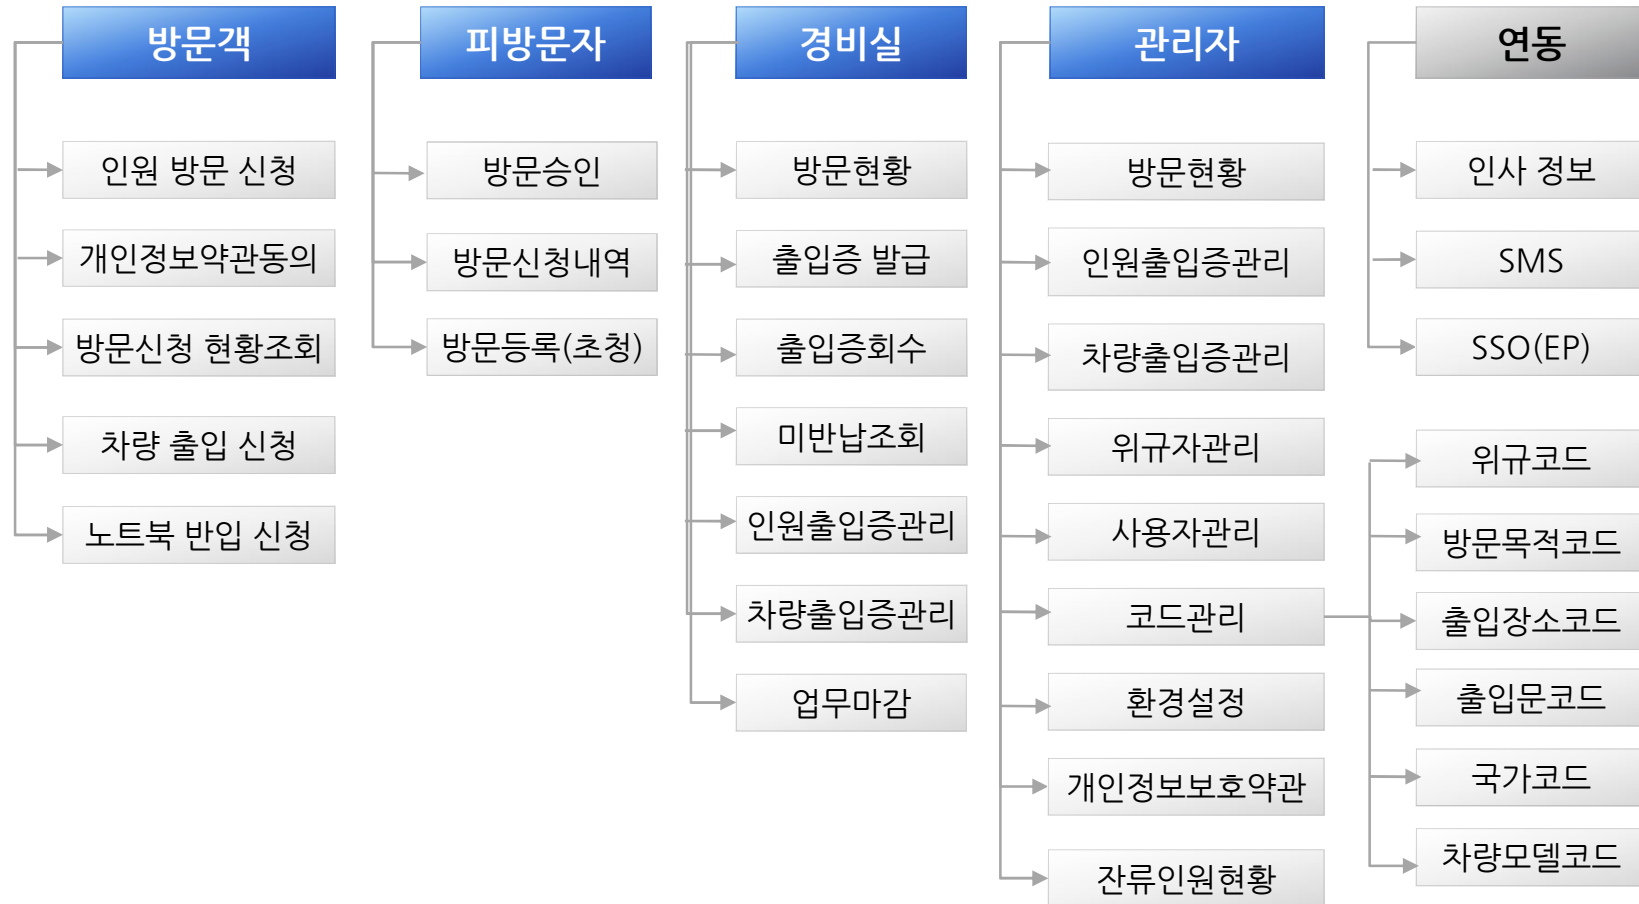 방문객
인원 방문 신청
개인정보약관동의
방문신청 현황조회
차량 출입 신청
노트북 반입 신청
피방문자
방문승인
방문신청내역
방문등록(초청)
경비실
방문현황
출입증 발급
출입증회수
미반납조회
인원출입증관리
차량출입증관리
업무마감
관리자
방문현황
인원출입증관리
차량출입증관리
위규자관리
사용자관리
코드관리
환경설정
개인정보보호약관
잔류인원현황
연동
인사 정보
SMS
SSO(EP)
위규코드
방문목적코드
출입장소코드
출입문코드
국가코드
차량모델코드